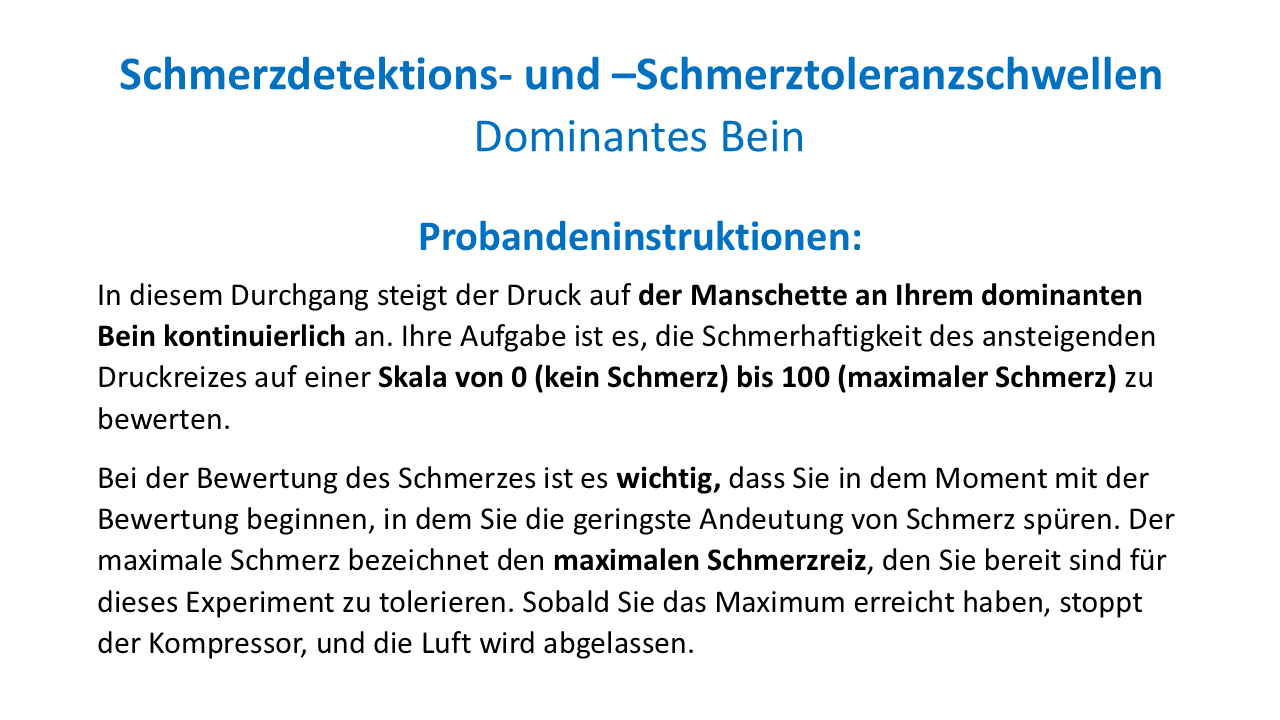 Schmerzdetektions- und –Schmerztoleranzschwellen
Dominantes Bein
Probandeninstruktionen:
In diesem Durchgang steigt der Druck auf der Manschette an Ihrem dominanten
Bein kontinuierlich an. Ihre Aufgabe ist es, die Schmerhaftigkeit des ansteigenden
Druckreizes auf einer Skala von 0 (kein Schmerz) bis 100 (maximaler Schmerz) zu
bewerten.
Bei der Bewertung des Schmerzes ist es wichtig, dass Sie in dem Moment mit der
Bewertung beginnen, in dem Sie die geringste Andeutung von Schmerz spüren. Der
maximale Schmerz bezeichnet den maximalen Schmerzreiz, den Sie bereit sind für
dieses Experiment zu tolerieren. Sobald Sie das Maximum erreicht haben, stoppt
der Kompressor, und die Luft wird abgelassen.